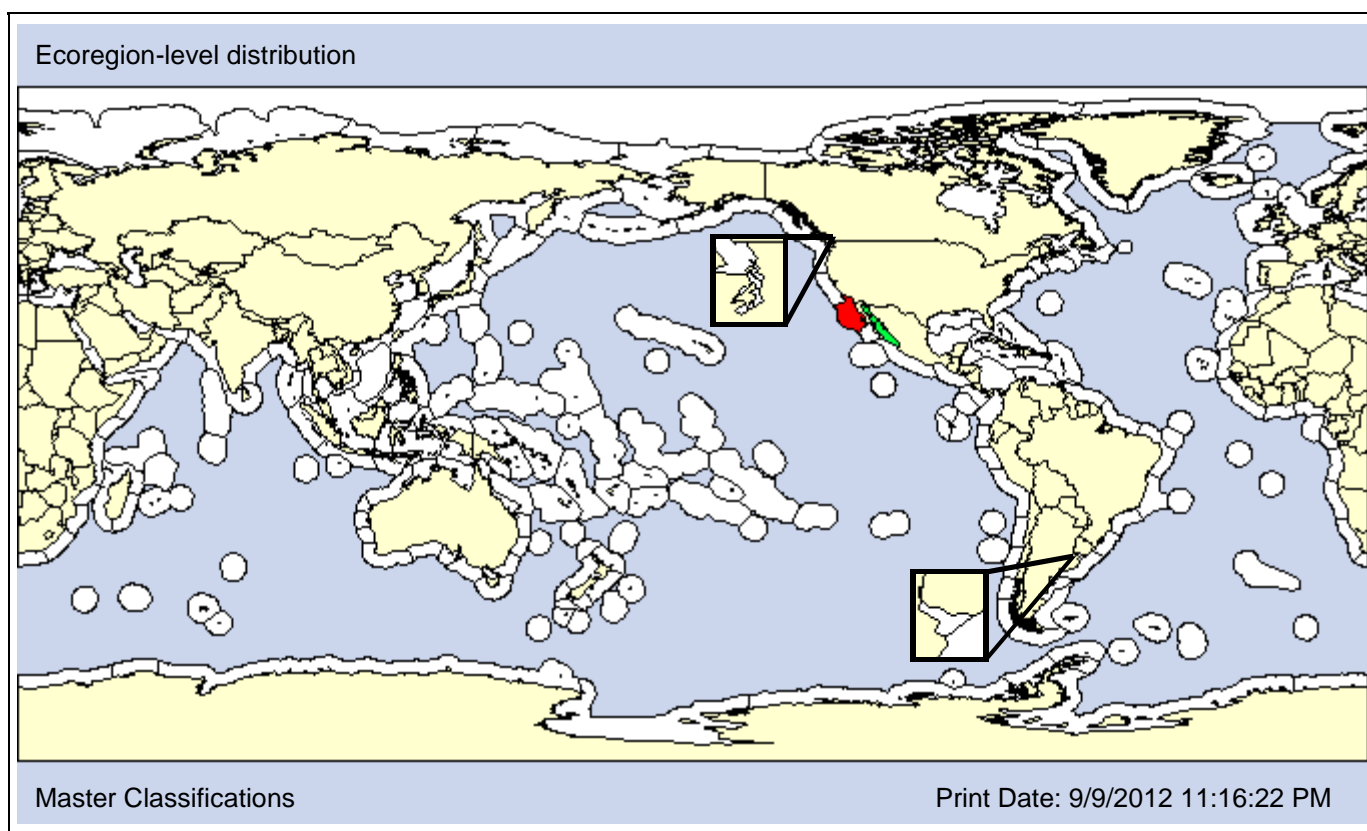 Ecoregion-level distribution
Master Classifications
Print Date: 9/9/2012 11:16:22 PM